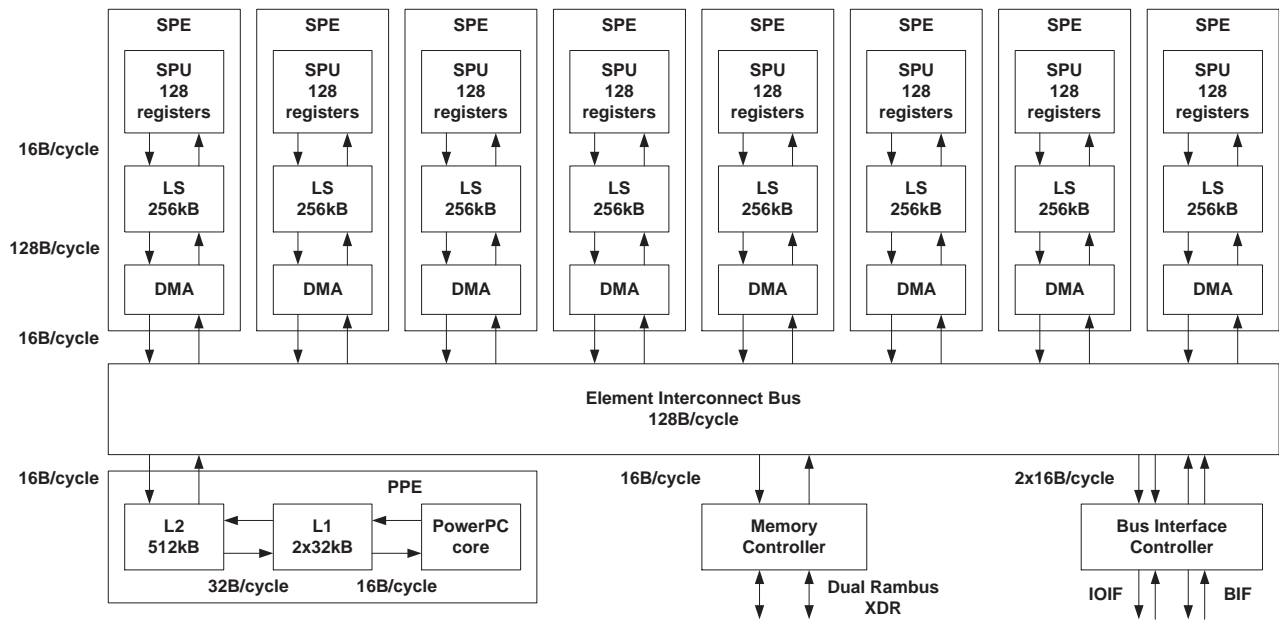 SPE SPE SPE SPE SPE SPE SPE SPE
SPU SPU SPU SPU SPU SPU SPU SPU
128 128 128 128 128 128 128 128
registers registers registers registers registers registers registers registers
16B/cycle
LS LS LS LS LS LS LS LS
256kB 256kB 256kB 256kB 256kB 256kB 256kB 256kB
128B/cycle
DMA DMA DMA DMA DMA DMA DMA DMA
16B/cycle
Element Interconnect Bus
128B/cycle
16B/cycle 16B/cycle 2x16B/cycle
PPE
L2 L1 PowerPC Memory Bus Interface
512kB 2x32kB core Controller Controller
32B/cycle 16B/cycle Dual Rambus IOIF BIF
XDR